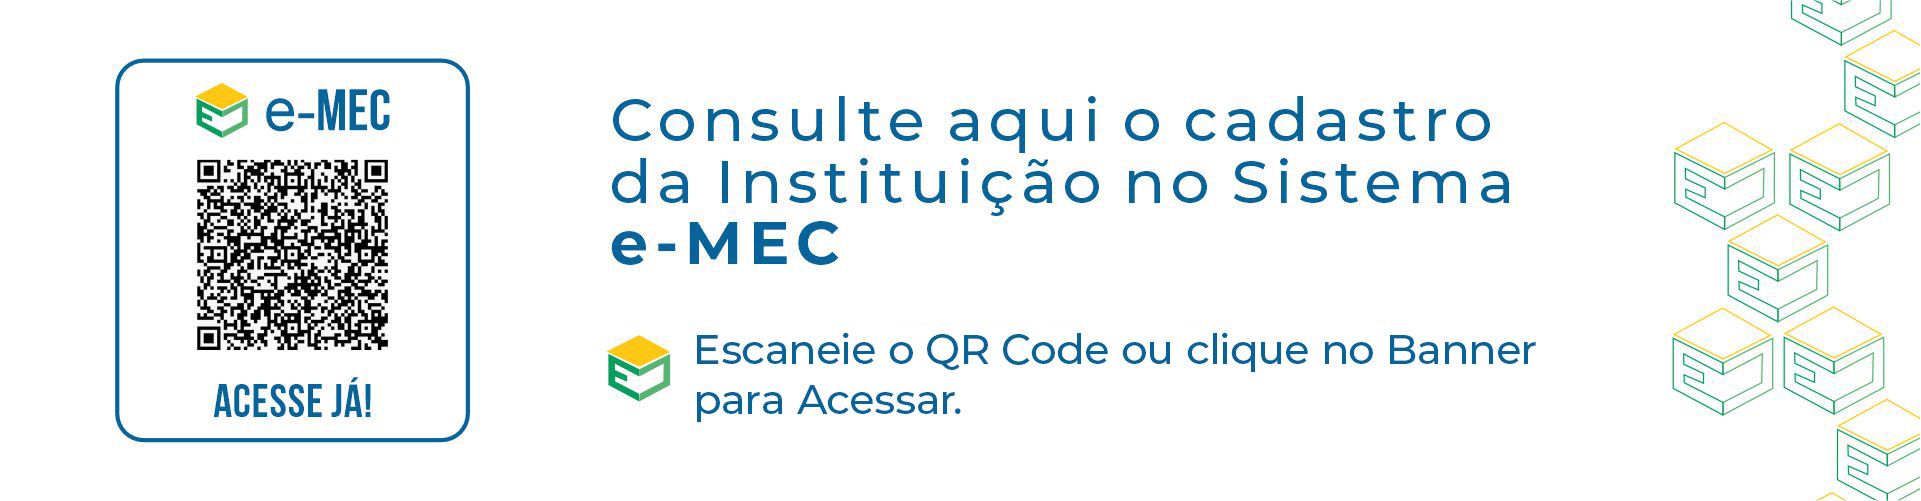 e-MEC
ACESSE JÁ!
Consulte aqui o cadastro
da Instituição no Sistema
e-MEC
Escaneie o QR Code ou clique no Banner
para Acessar.